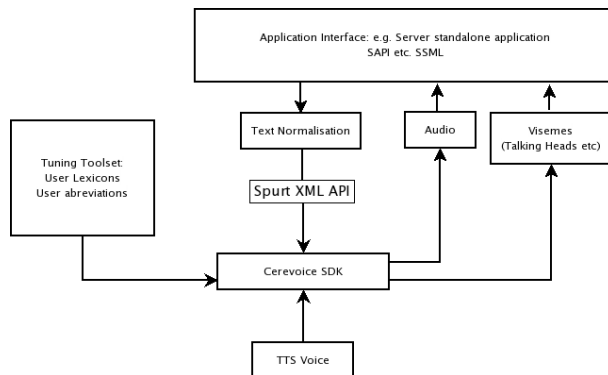 Application Interface: e.g. Server standalone application
SAPI etc. SSML
Text Normalisation
Audio
Visemes
(Talking Heads etc)
Tuning Toolset:
User Lexicons
User abreviations
Spurt XML API
Cerevoice SDK
TTS Voice